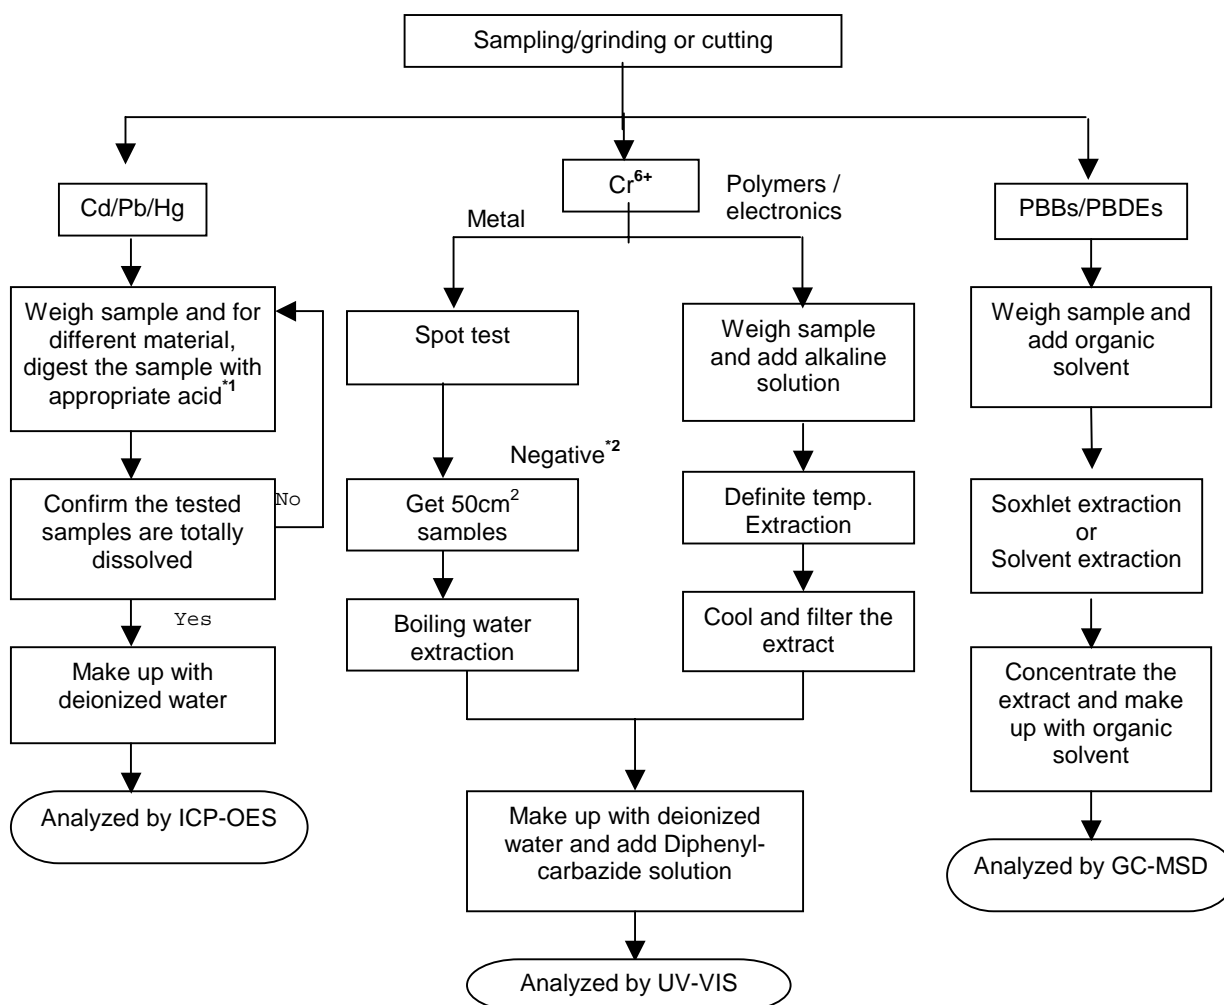 Sampling/grinding or cutting
Cd/Pb/Hg
Weigh sample and for
different material,
digest the sample with
appropriate acid*1
Confirm the tested
samples are totally
dissolved
No
Yes
Make up with
deionized water
Analyzed by ICP-OES
Cr6+
Metal
Polymers /
electronics
Spot test
Negative*2
Get 50cm2
samples
Boiling water
extraction
Weigh sample
and add alkaline
solution
Definite temp.
Extraction
Cool and filter the
extract
Make up with deionized
water and add Diphenyl-
carbazide solution
Analyzed by UV-VIS
PBBs/PBDEs
Weigh sample and
add organic
solvent
Soxhlet extraction
or
Solvent extraction
Concentrate the
extract and make
up with organic
solvent
Analyzed by GC-MSD